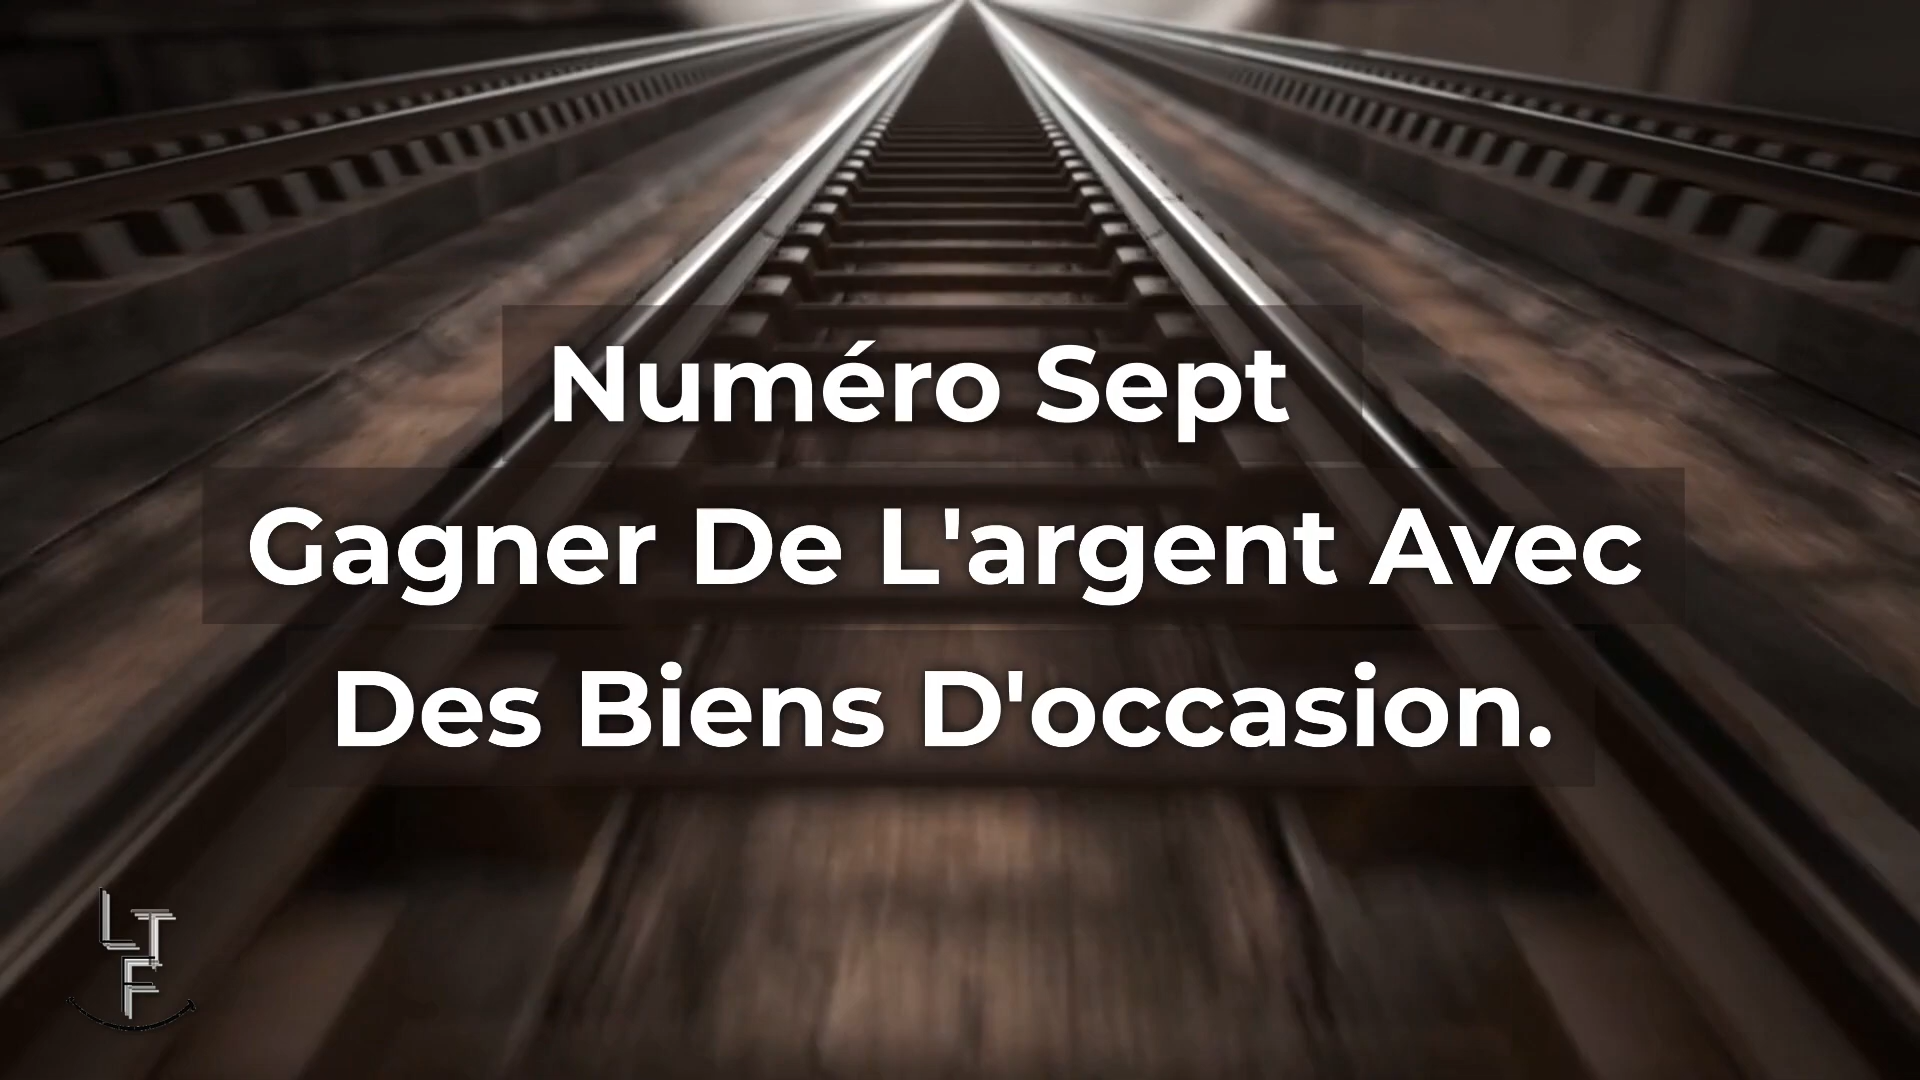 Numéro Sept
Gagner De L'argent Avec
Des Biens D'occasion.
LTF